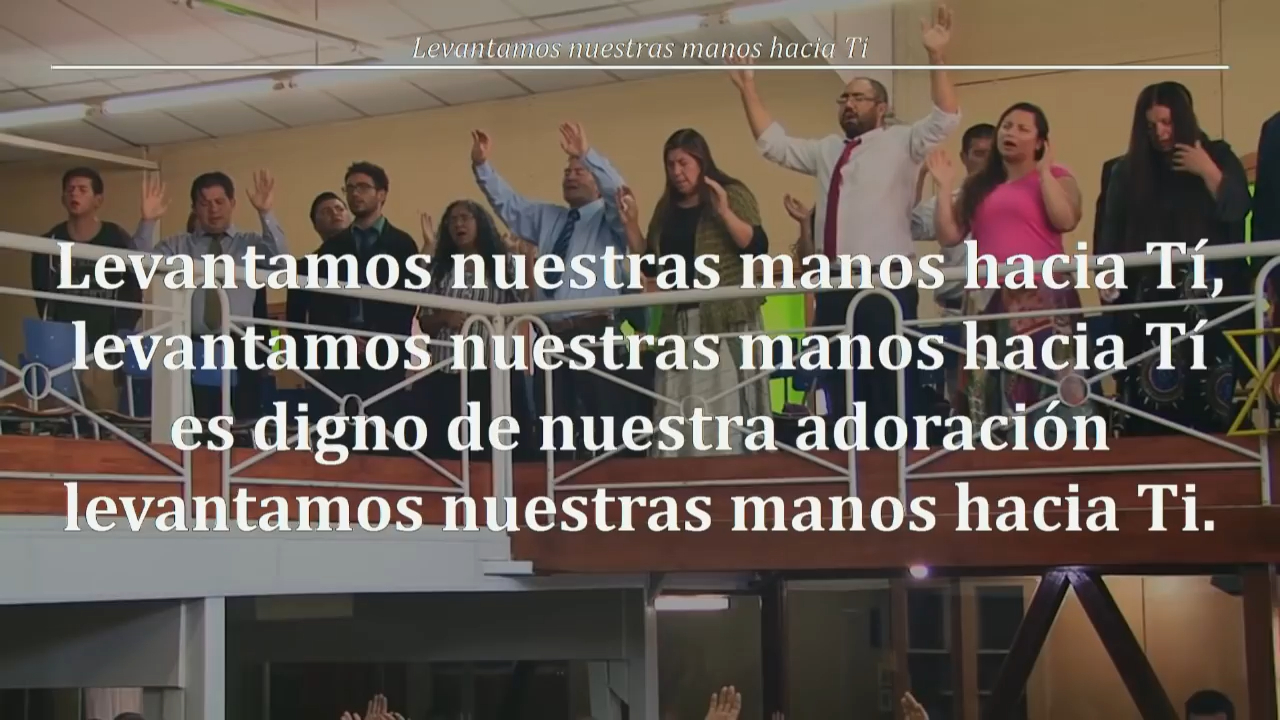 Levantamos nuestras manos hacia Ti
Levantamos nuestras manos hacia Tí,
levantamos nuestras manos hacia Tí
es digno de nuestra adoración
levantamos nuestras manos hacia Ti.